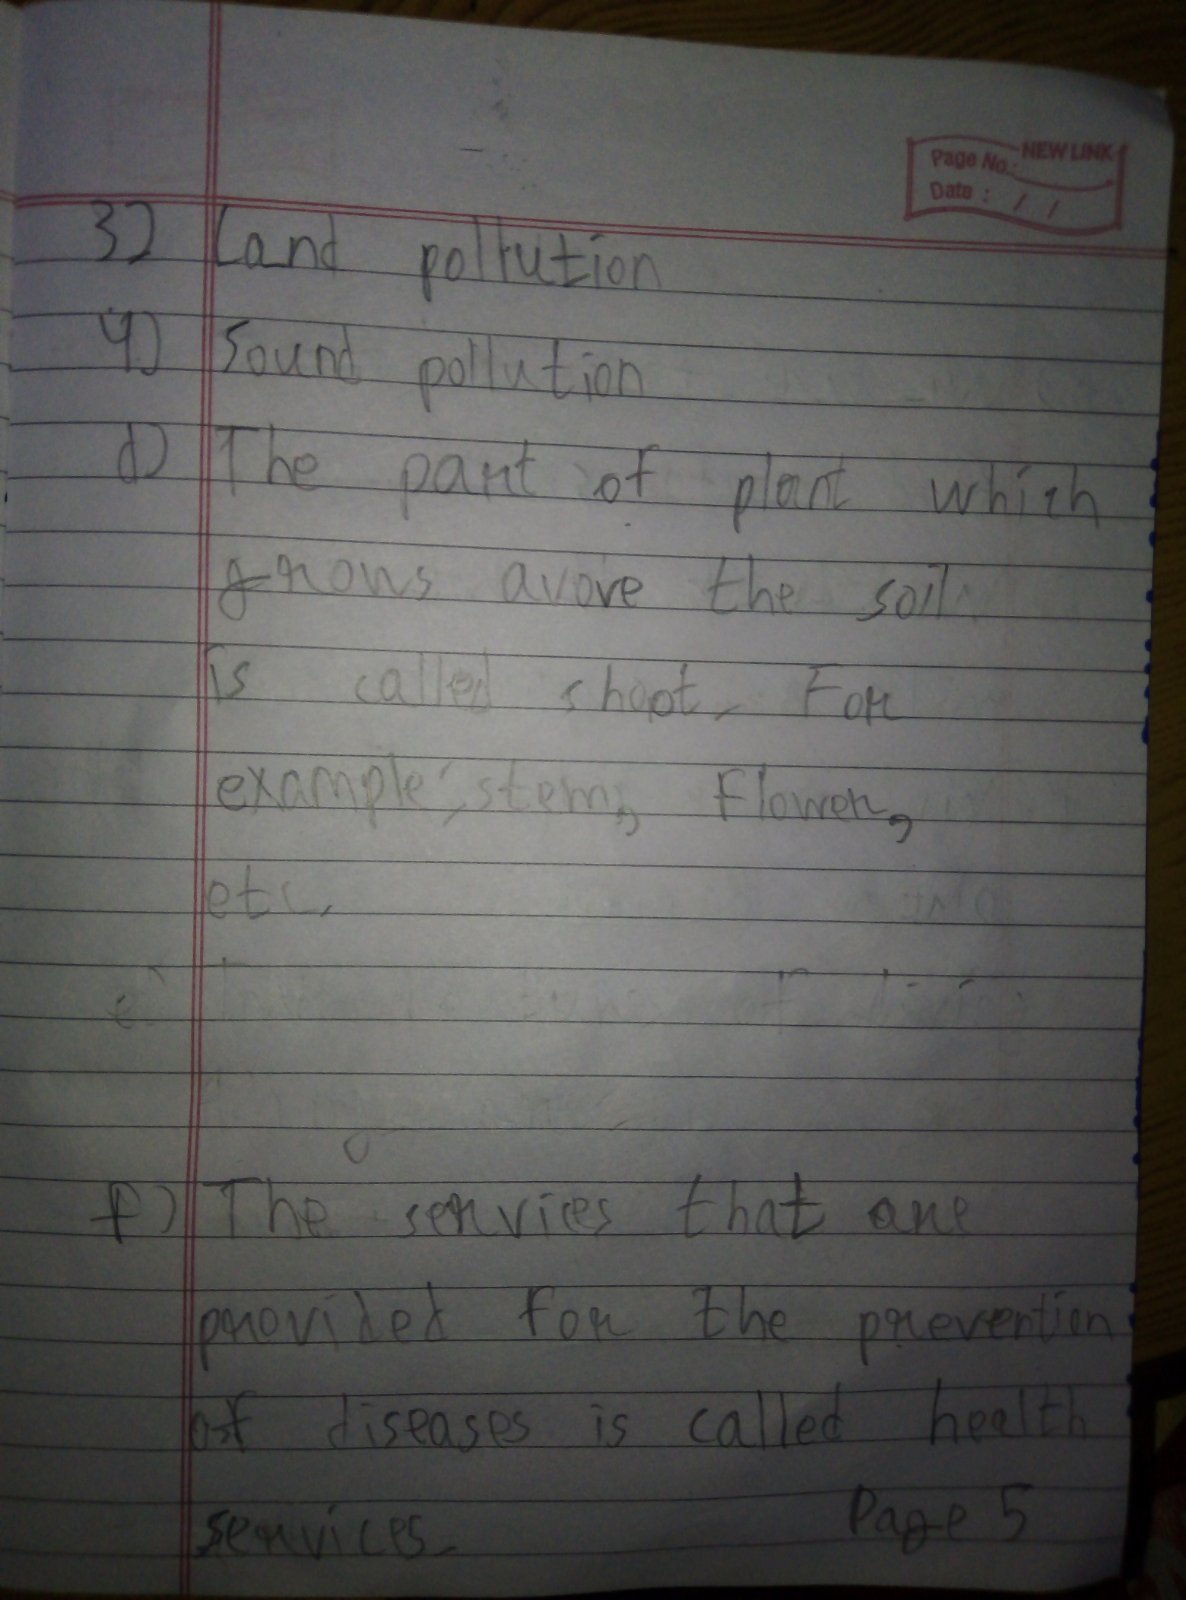 NEW LINK
Page No.:
Date : / /
3) Land pollution
4) Sound pollution
d) The part of plant which
grows avove the soil
is called shoot. For
example: stem, Flower,
etc.
f) The services that are
provided for the prevention
of diseases is called health
services.
Page 5